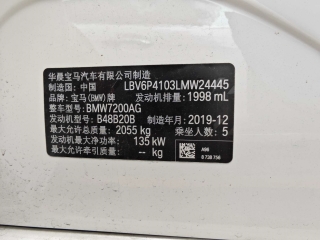 华晨宝马汽车有限公司制造
制造国: 中国 LBV6P4103LMW24445
品牌: 宝马(BMW)牌 发动机排量: 1998 mL
整车型号: BMW7200AG
发动机型号: B48B20B 制造年月: 2019-12
最大允许总质量: 2055 kg 乘坐人数: 5
发动机最大净功率: 135 kW
最大允许牵引质量: -- kg
A96
8 738 756